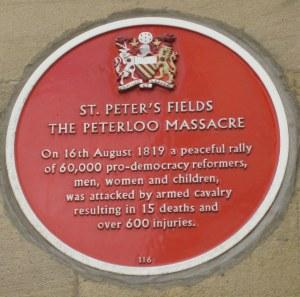 ST. PETER'S FIELDS
THE PETERLOO MASSACRE
On 16th August 1819 a peaceful rally
of 60,000 pro-democracy reformers,
men, women and children,
was attacked by armed cavalry
resulting in 15 deaths and
over 600 injuries.
116